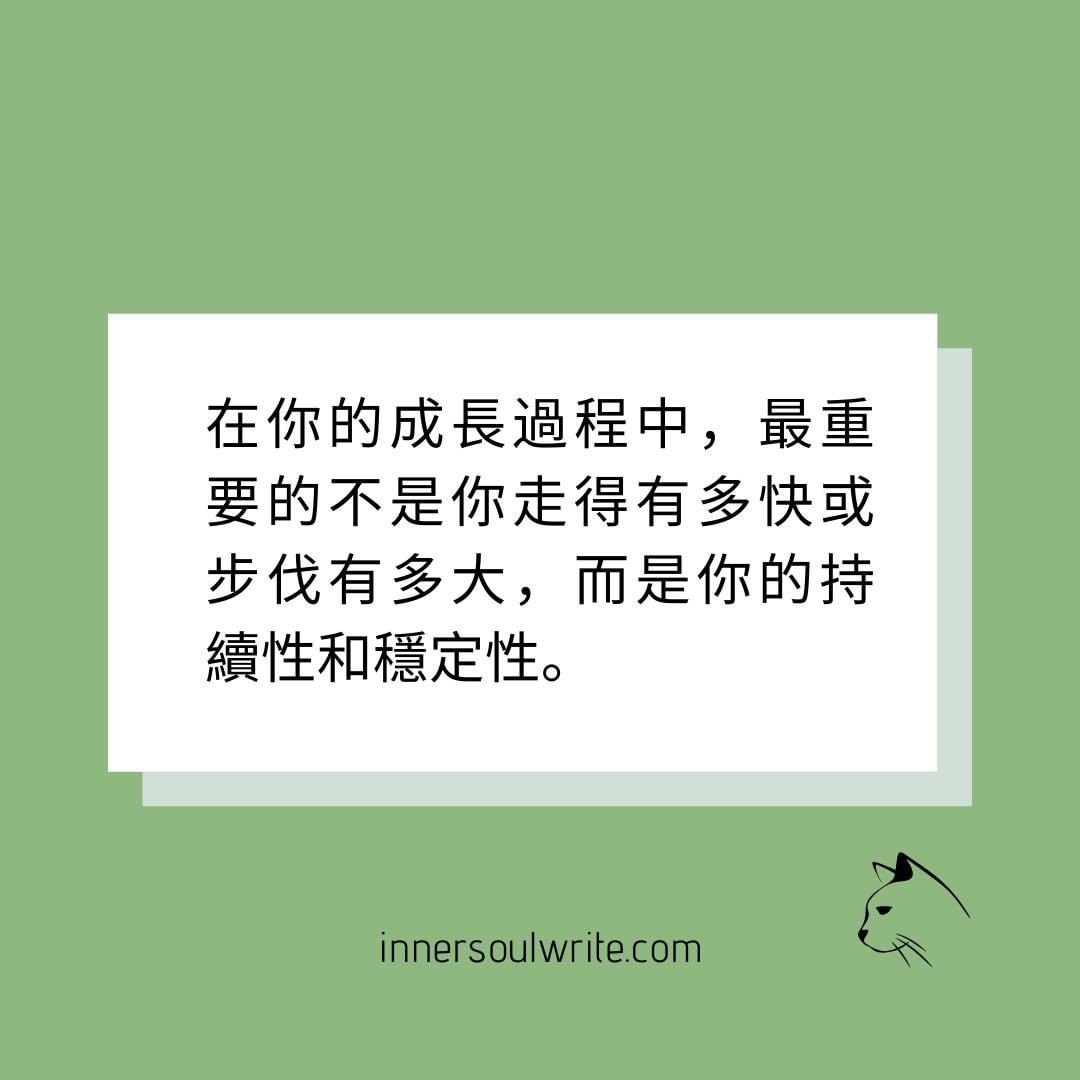 在你的成長過程中，最重
要的不是你走得有多快或
步伐有多大，而是你的持
續性和穩定性。
innersoulwrite.com